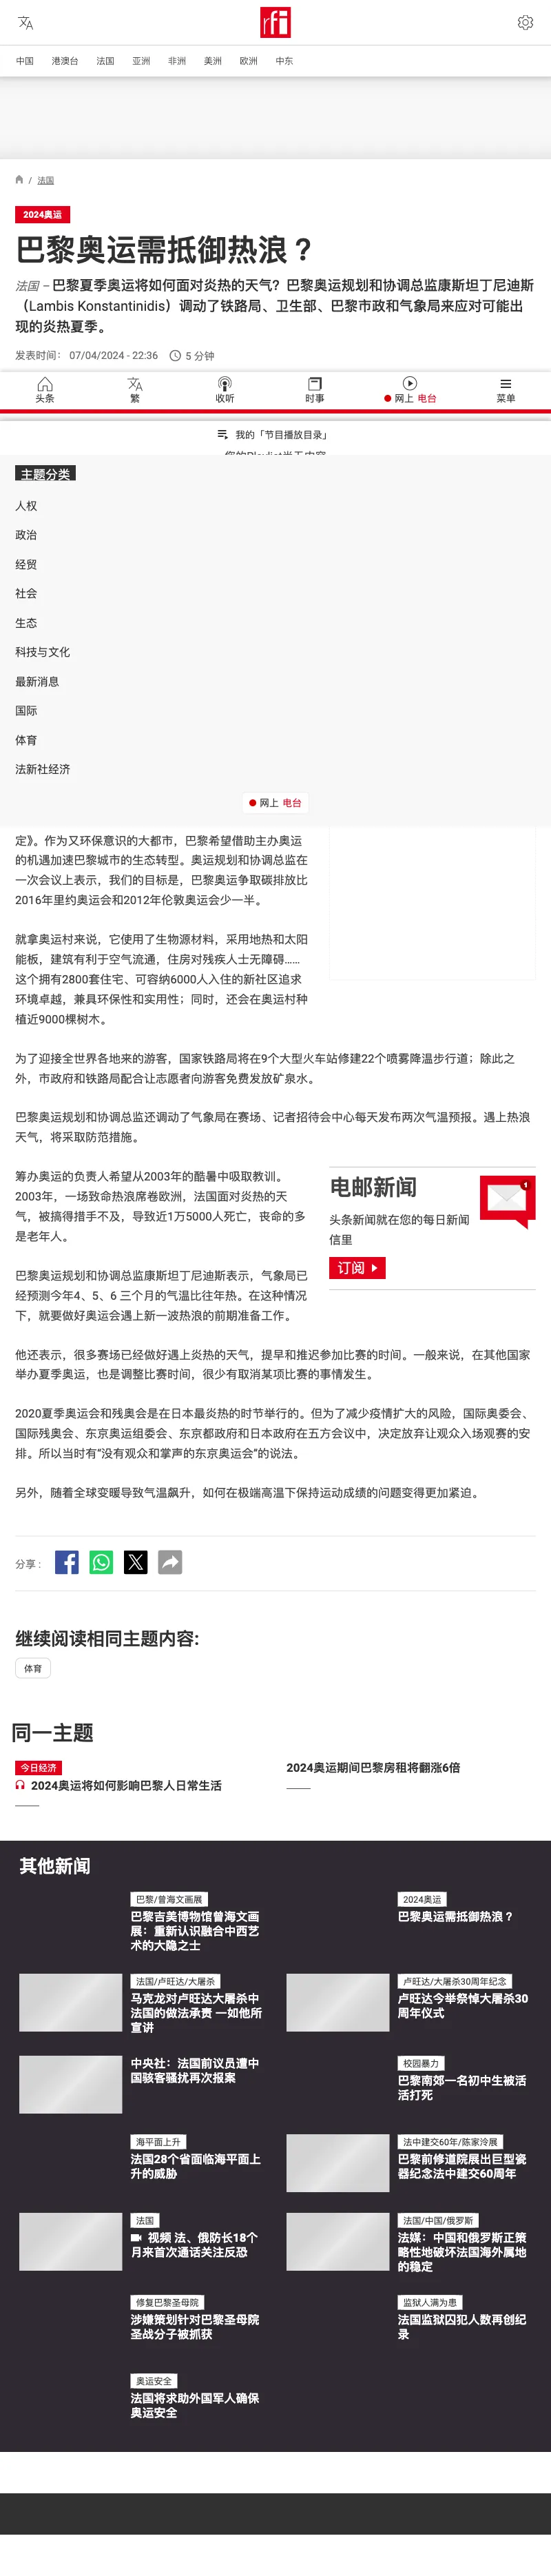 rfi
中国 港澳台 法国 亚洲 非洲 美洲 欧洲 中东
/ 法国
2024奥运
巴黎奥运需抵御热浪？
法国 – 巴黎夏季奥运将如何面对炎热的天气？巴黎奥运规划和协调总监康斯坦丁尼迪斯
（Lambis Konstantinidis）调动了铁路局、卫生部、巴黎市政和气象局来应对可能出
现的炎热夏季。
发表时间： 07/04/2024 - 22:36 5 分钟
头条 繁 收听 时事 网上 电台 菜单
我的「节目播放目录」
主题分类
人权
政治
经贸
社会
生态
科技与文化
最新消息
国际
体育
法新社经济
网上 电台
定》。作为又环保意识的大都市，巴黎希望借助主办奥运
的机遇加速巴黎城市的生态转型。奥运规划和协调总监在
一次会议上表示，我们的目标是，巴黎奥运争取碳排放比
2016年里约奥运会和2012年伦敦奥运会少一半。
就拿奥运村来说，它使用了生物源材料，采用地热和太阳
能板，建筑有利于空气流通，住房对残疾人士无障碍……
这个拥有2800套住宅、可容纳6000人入住的新社区追求
环境卓越，兼具环保性和实用性；同时，还会在奥运村种
植近9000棵树木。
为了迎接全世界各地来的游客，国家铁路局将在9个大型火车站修建22个喷雾降温步行道；除此之
外，市政府和铁路局配合让志愿者向游客免费发放矿泉水。
巴黎奥运规划和协调总监还调动了气象局在赛场、记者招待会中心每天发布两次气温预报。遇上热浪
天气，将采取防范措施。
筹办奥运的负责人希望从2003年的酷暑中吸取教训。
2003年，一场致命热浪席卷欧洲，法国面对炎热的天
气，被搞得措手不及，导致近1万5000人死亡，丧命的多
是老年人。
电邮新闻
头条新闻就在您的每日新闻
信里
订阅
巴黎奥运规划和协调总监康斯坦丁尼迪斯表示，气象局已
经预测今年4、5、6 三个月的气温比往年热。在这种情况
下，就要做好奥运会遇上新一波热浪的前期准备工作。
他还表示，很多赛场已经做好遇上炎热的天气，提早和推迟参加比赛的时间。一般来说，在其他国家
举办夏季奥运，也是调整比赛时间，很少有取消某项比赛的事情发生。
2020夏季奥运会和残奥会是在日本最炎热的时节举行的。但为了减少疫情扩大的风险，国际奥委会、
国际残奥会、东京奥运组委会、东京都政府和日本政府在五方会议中，决定放弃让观众入场观赛的安
排。所以当时有“没有观众和掌声的东京奥运会”的说法。
另外，随着全球变暖导致气温飙升，如何在极端高温下保持运动成绩的问题变得更加紧迫。
分享 :
继续阅读相同主题内容:
体育
同一主题
今日经济
2024奥运将如何影响巴黎人日常生活
2024奥运期间巴黎房租将翻涨6倍
其他新闻
巴黎/曾海文画展
巴黎吉美博物馆曾海文画
展：重新认识融合中西艺
术的大隐之士
2024奥运
巴黎奥运需抵御热浪？
法国/卢旺达/大屠杀
马克龙对卢旺达大屠杀中
法国的做法承责 一如他所
宣讲
卢旺达/大屠杀30周年纪念
卢旺达今举祭悼大屠杀30
周年仪式
中央社：法国前议员遭中
国骇客骚扰再次报案
校园暴力
巴黎南郊一名初中生被活
活打死
海平面上升
法国28个省面临海平面上
升的威胁
法中建交60年/陈家泠展
巴黎前修道院展出巨型瓷
器纪念法中建交60周年
法国
视频 法、俄防长18个
月来首次通话关注反恐
法国/中国/俄罗斯
法媒：中国和俄罗斯正策
略性地破坏法国海外属地
的稳定
修复巴黎圣母院
涉嫌策划针对巴黎圣母院
圣战分子被抓获
监狱人满为患
法国监狱囚犯人数再创纪
录
奥运安全
法国将求助外国军人确保
奥运安全